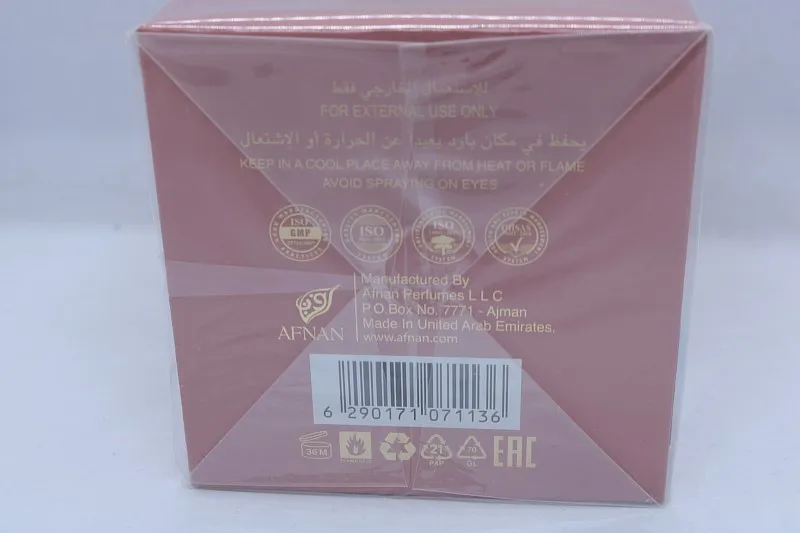 للاستعمال الخارجي فقط
FOR EXTERNAL USE ONLY
يحفظ في مكان بارد بعيدا عن الحرارة أو الاشتعال
KEEP IN A COOL PLACE AWAY FROM HEAT OR FLAME
AVOID SPRAYING ON EYES
ISO GMP
ISO
ISO
OHSAS
AFNAN
Manufactured By
Afnan Perfumes L L C
P.O.Box No. 7771 - Ajman
Made In United Arab Emirates.
www.afnan.com
6 290171 071136
36M
21
PAP
70
GL
EAC